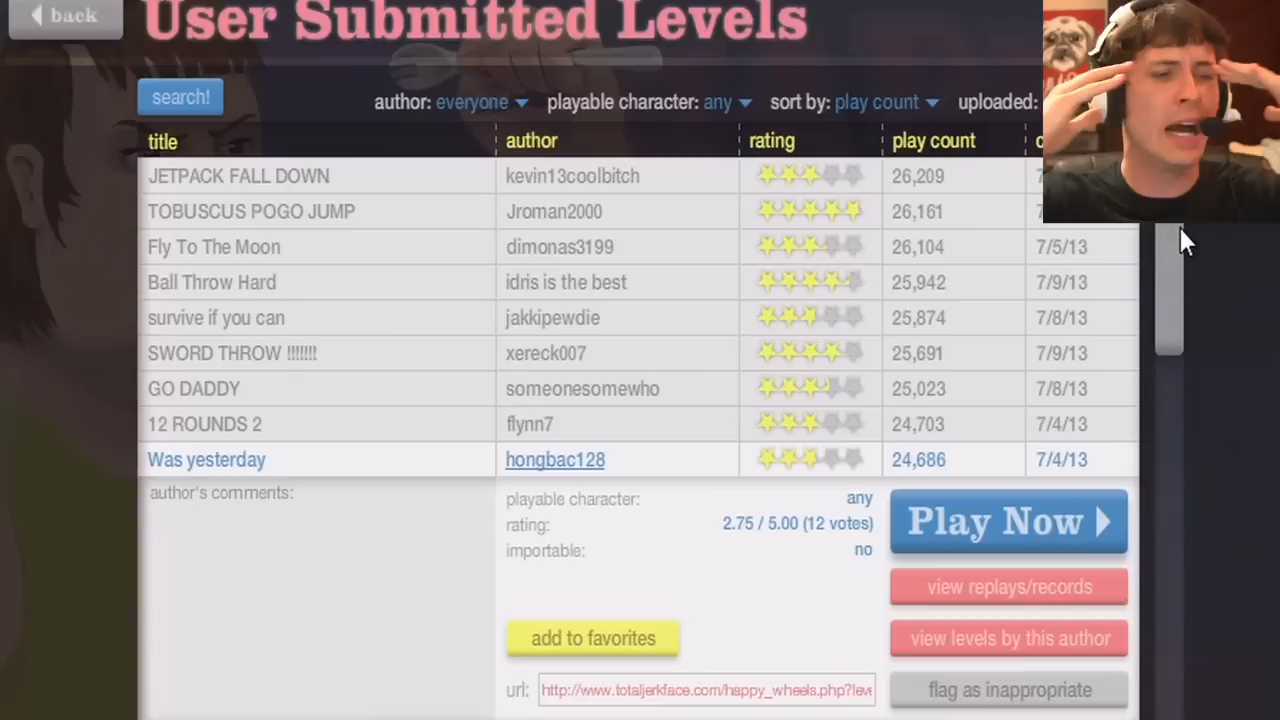 back
User Submitted Levels
search!
author: everyone playable character: any sort by: play count uploaded:
title author rating play count
JETPACK FALL DOWN kevin13coolbitch 26,209
TOBUSCUS POGO JUMP Jroman2000 26,161
Fly To The Moon dimonas3199 26,104 7/5/13
Ball Throw Hard idris is the best 25,942 7/9/13
survive if you can jakkipewdie 25,874 7/8/13
SWORD THROW !!!!!!! xereck007 25,691 7/9/13
GO DADDY someonesomewho 25,023 7/8/13
12 ROUNDS 2 flynn7 24,703 7/4/13
Was yesterday hongbac128 24,686 7/4/13
author's comments:
playable character: any
rating: 2.75 / 5.00 (12 votes)
importable: no
Play Now
view replays/records
add to favorites
view levels by this author
url: http://www.totaljerkface.com/happy_wheels.php?leve
flag as inappropriate